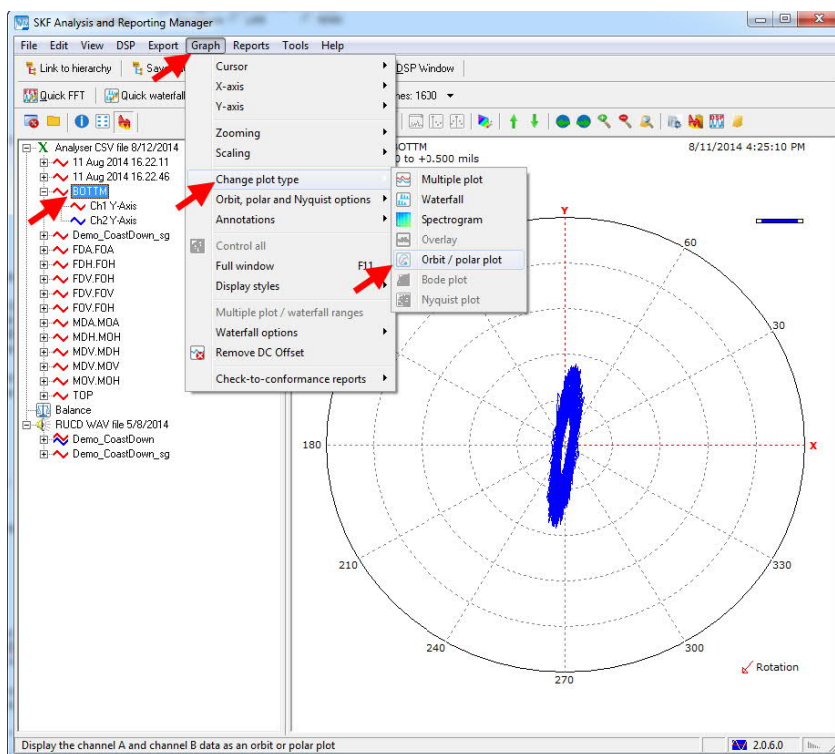 SKF Analysis and Reporting Manager
File Edit View DSP Export Graph Reports Tools Help
Link to hierarchy
DSP Window
Quick FFT Quick waterfall
1600
Analyser CSV file 8/12/2014
11 Aug 2014 16.22.11
11 Aug 2014 16.22.46
BOTTM
Ch1 Y-Axis
Ch2 Y-Axis
Demo_CoastDown_sg
FDA.FOA
FDH.FOH
FDV.FOH
FDV.FOV
FOV.FOH
MDA.MOA
MDH.MOH
MDV.MDH
MDV.MOV
MOV.MOH
TOP
Balance
RUCD WAV file 5/8/2014
Demo_CoastDown
Demo_CoastDown_sg
Cursor
X-axis
Y-axis
Zooming
Scaling
Change plot type
Orbit, polar and Nyquist options
Annotations
Control all
Full window F11
Display styles
Multiple plot / waterfall ranges
Waterfall options
Remove DC Offset
Check-to-conformance reports
Multiple plot
Waterfall
Spectrogram
Overlay
Orbit / polar plot
Bode plot
Nyquist plot
BOTTM
0 to +3.500 mils
8/11/2014 4:25:10 PM
Y
60
30
180
X
210
330
240
300
270
Rotation
Display the channel A and channel B data as an orbit or polar plot
2.0.6.0